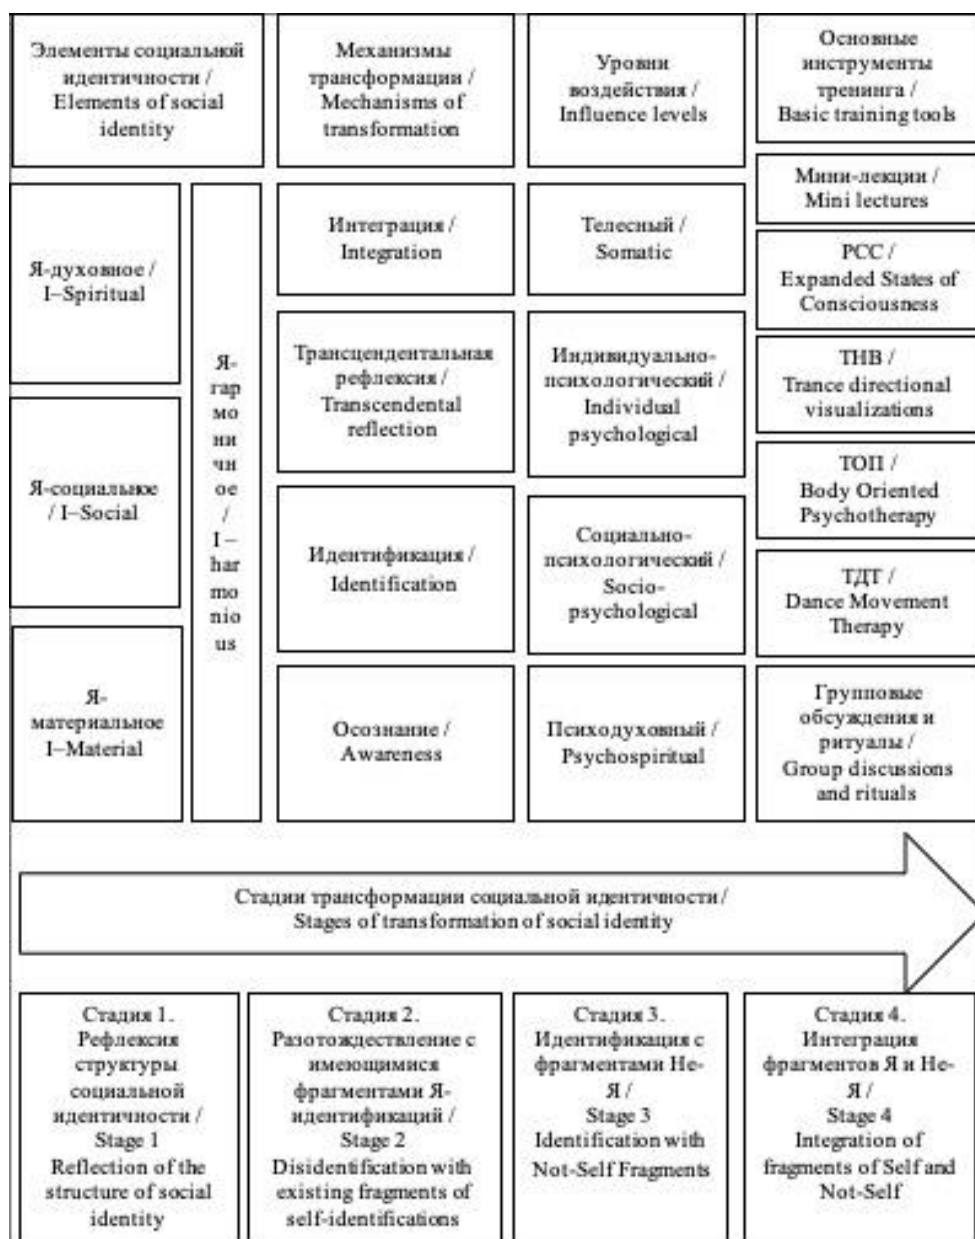 Элементы социальной
идентичности /
Elements of social
identity
Механизмы
трансформации /
Mechanisms of
transformation
Уровни
воздействия /
Influence levels
Основные
инструменты
тренинга /
Basic training tools
Я-духовное /
I–Spiritual
Я-социальное
/ I–Social
Я-
материальное
I–Material
Я-
гар
мо
ни
чн
ое
/
I –
har
mo
nio
us
Интеграция /
Integration
Трансцендентальная
рефлексия /
Transcendental
reflection
Идентификация /
Identification
Осознание /
Awareness
Телесный /
Somatic
Индивидуально-
психологический /
Individual
psychological
Социально-
психологический /
Socio-
psychological
Психодуховный /
Psychospiritual
Мини-лекции /
Mini lectures
РСС /
Expanded States of
Consciousness
ТНВ /
Trance directional
visualizations
ТОП /
Body Oriented
Psychotherapy
ТДТ /
Dance Movement
Therapy
Групповые
обсуждения и
ритуалы /
Group discussions
and rituals
Стадии трансформации социальной идентичности /
Stages of transformation of social identity
Стадия 1.
Рефлексия
структуры
социальной
идентичности /
Stage 1
Reflection of the
structure of social
identity
Стадия 2.
Разотождествление с
имеющимися
фрагментами Я-
идентификаций /
Stage 2
Disidentification with
existing fragments of
self-identifications
Стадия 3.
Идентификация с
фрагментами Не-
Я /
Stage 3
Identification with
Not-Self Fragments
Стадия 4.
Интеграция
фрагментов Я и Не-
Я /
Stage 4
Integration of
fragments of Self and
Not-Self